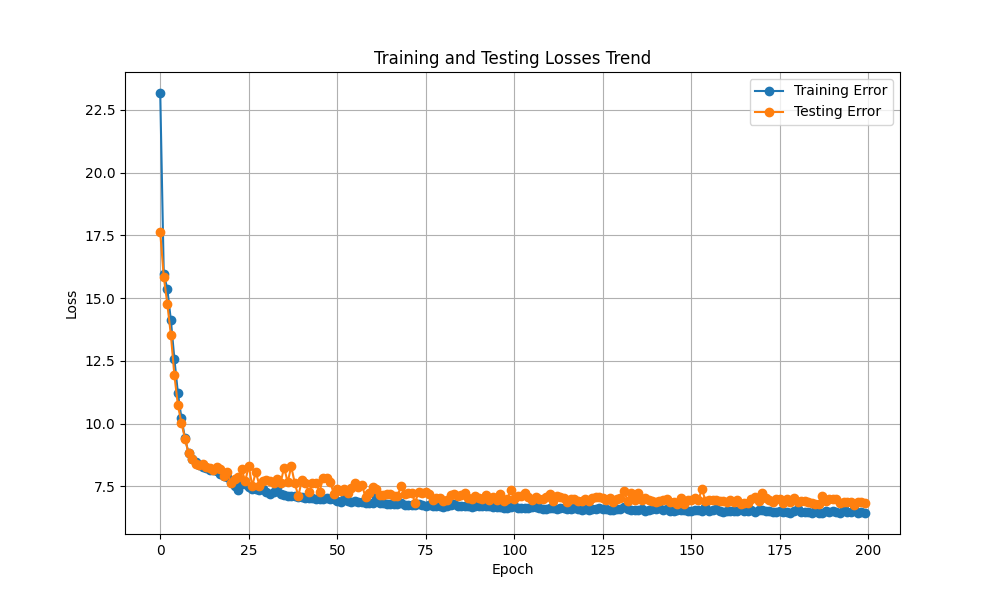 Training and Testing Losses Trend
Training Error
Testing Error
22.5
20.0
17.5
15.0
12.5
10.0
7.5
Loss
0 25 50 75 100 125 150 175 200
Epoch